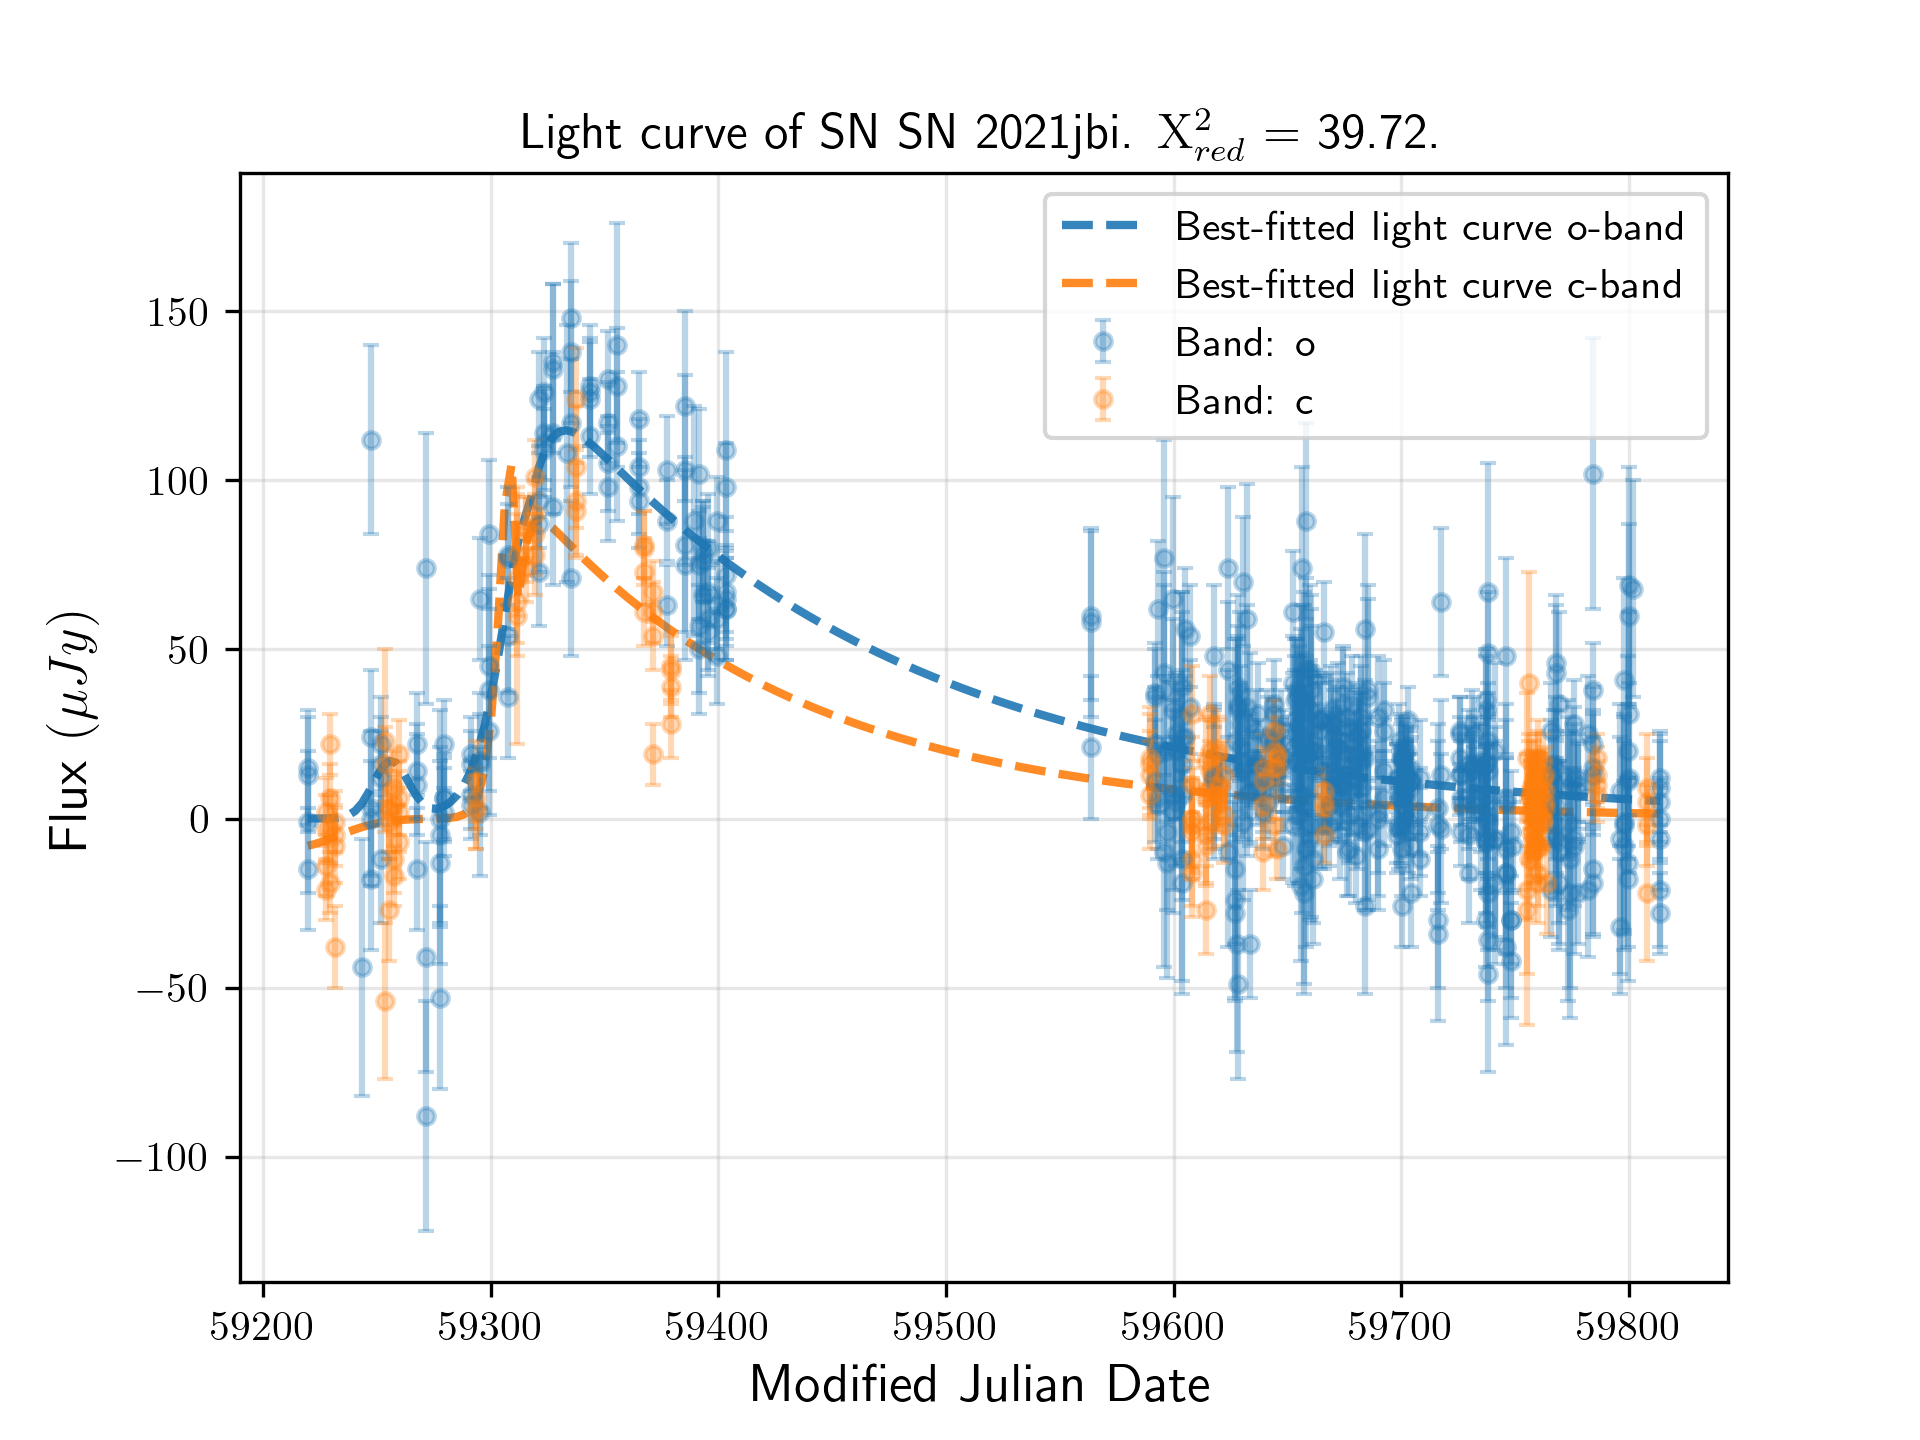 Light curve of SN SN 2021jbi. X²_red = 39.72.
Best-fitted light curve o-band
Best-fitted light curve c-band
Band: o
Band: c
Flux (μJy)
150
100
50
0
−50
−100
59200 59300 59400 59500 59600 59700 59800
Modified Julian Date